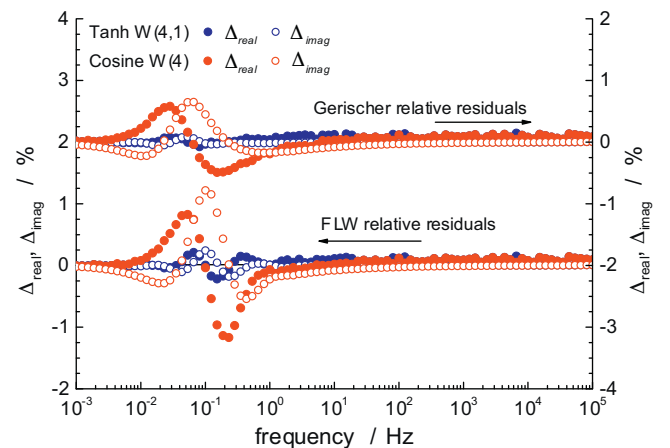 Tanh W(4,1) Δreal Δimag
Cosine W(4) Δreal Δimag
Gerischer relative residuals
FLW relative residuals
4
3
2
1
0
-1
-2
Δreal, Δimag / %
2
1
0
-1
-2
-3
-4
Δreal, Δimag / %
10-3 10-2 10-1 100 101 102 103 104 105
frequency / Hz